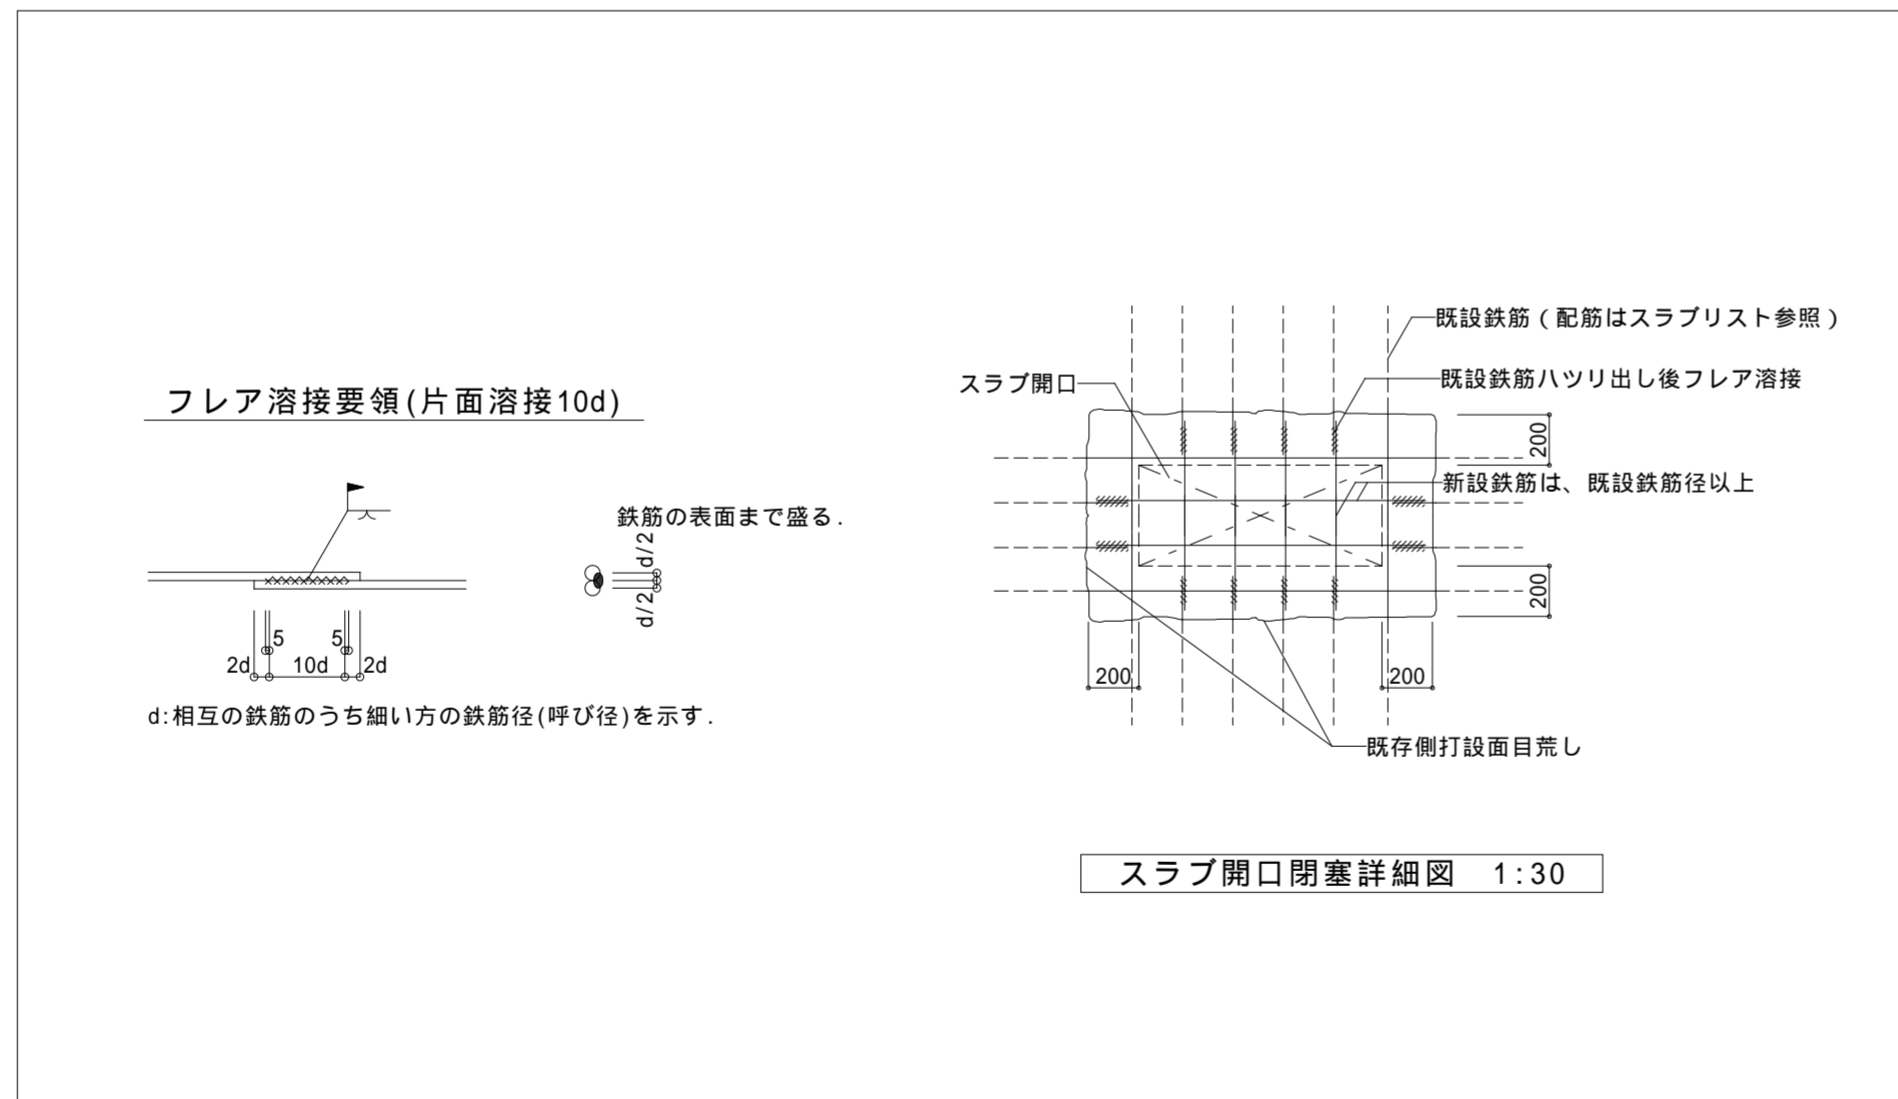 フレア溶接要領(片面溶接10d)
鉄筋の表面まで盛る.
d/2
d/2
5
5
2d
10d
2d
d:相互の鉄筋のうち細い方の鉄筋径(呼び径)を示す.
既設鉄筋(配筋はスラブリスト参照)
スラブ開口
既設鉄筋ハツリ出し後フレア溶接
200
新設鉄筋は、既設鉄筋径以上
200
200
200
既存側打設面目荒し
スラブ開口閉塞詳細図 1:30